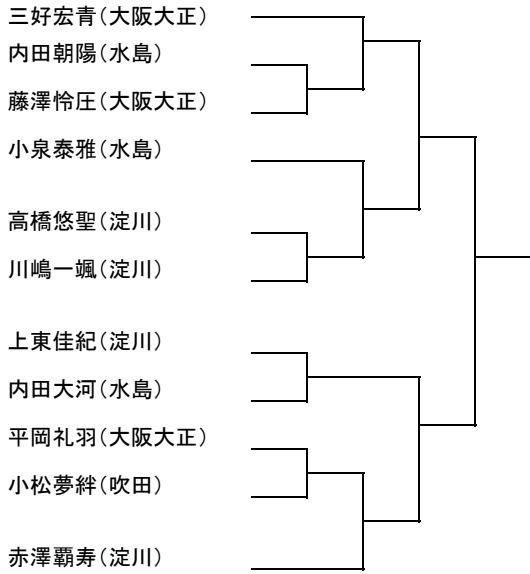 三好宏青(大阪大正)
内田朝陽(水島)
藤澤怜圧(大阪大正)
小泉泰雅(水島)
高橋悠聖(淀川)
川嶋一颯(淀川)
上東佳紀(淀川)
内田大河(水島)
平岡礼羽(大阪大正)
小松夢絆(吹田)
赤澤覇寿(淀川)